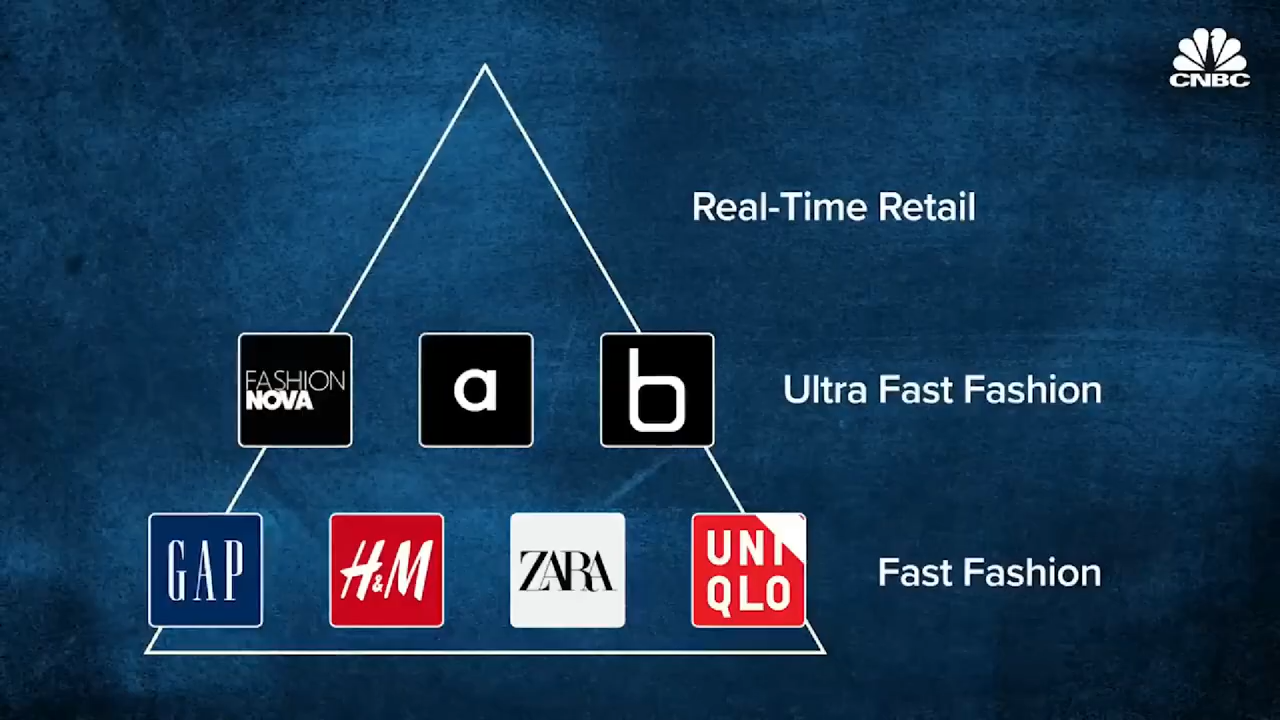 CNBC
Real-Time Retail
FASHION
NOVA
a
b
Ultra Fast Fashion
GAP
H&M
ZARA
UNI
QLO
Fast Fashion